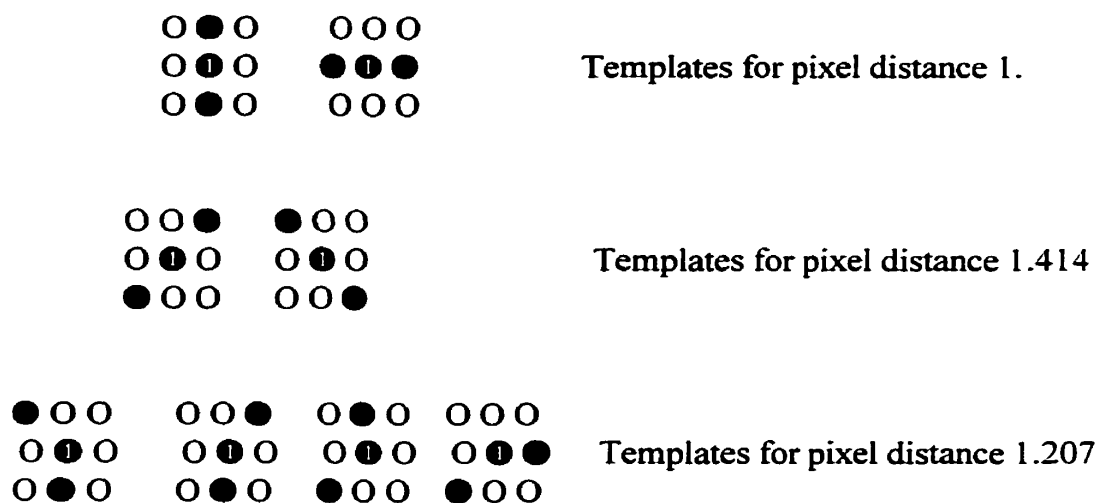 Templates for pixel distance 1.
Templates for pixel distance 1.414
Templates for pixel distance 1.207